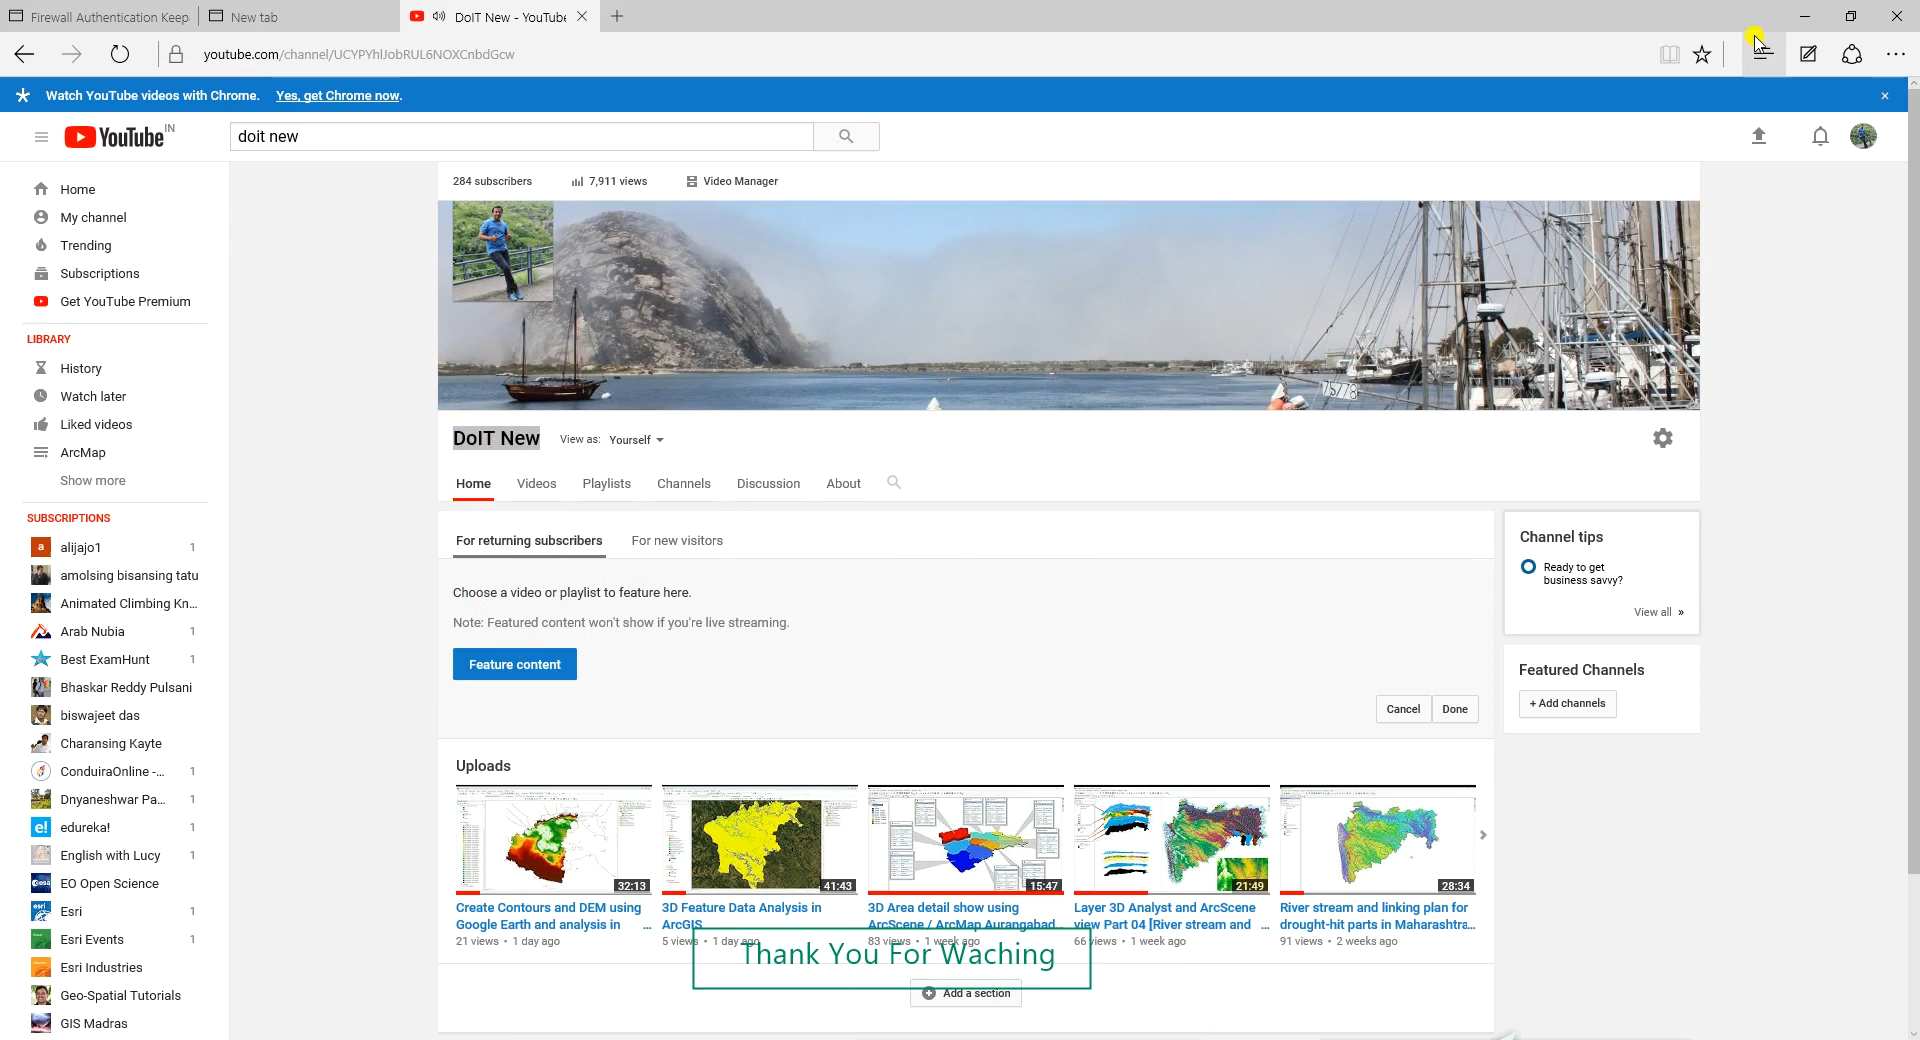 Firewall Authentication Keep
New tab
DoIT New - YouTube
youtube.com/channel/UCYPYhlJobRUL6NOXCnbdGcw
Watch YouTube videos with Chrome. Yes, get Chrome now.
YouTube IN
doit new
Home
My channel
Trending
Subscriptions
Get YouTube Premium
LIBRARY
History
Watch later
Liked videos
ArcMap
Show more
SUBSCRIPTIONS
alijajo1 1
amolsing bisansing tatu
Animated Climbing Kn...
Arab Nubia 1
Best ExamHunt 1
Bhaskar Reddy Pulsani
biswajeet das
Charansing Kayte
ConduiraOnline -... 1
Dnyaneshwar Pa... 1
edureka! 1
English with Lucy 1
EO Open Science
Esri 1
Esri Events 1
Esri Industries
Geo-Spatial Tutorials
GIS Madras
284 subscribers
7,911 views
Video Manager
75778
DoIT New
View as: Yourself
Home
Videos
Playlists
Channels
Discussion
About
For returning subscribers
For new visitors
Choose a video or playlist to feature here.
Note: Featured content won't show if you're live streaming.
Feature content
Cancel
Done
Channel tips
Ready to get
business savvy?
View all »
Featured Channels
+ Add channels
Uploads
32:13
Create Contours and DEM using
Google Earth and analysis in ...
21 views • 1 day ago
41:43
3D Feature Data Analysis in
ArcGIS
5 views • 1 day ago
15:47
3D Area detail show using
ArcScene / ArcMap Aurangabad...
83 views • 1 week ago
21:49
Layer 3D Analyst and ArcScene
view Part 04 [River stream and ...
66 views • 1 week ago
28:34
River stream and linking plan for
drought-hit parts in Maharashtra...
91 views • 2 weeks ago
Thank You For Waching
Add a section